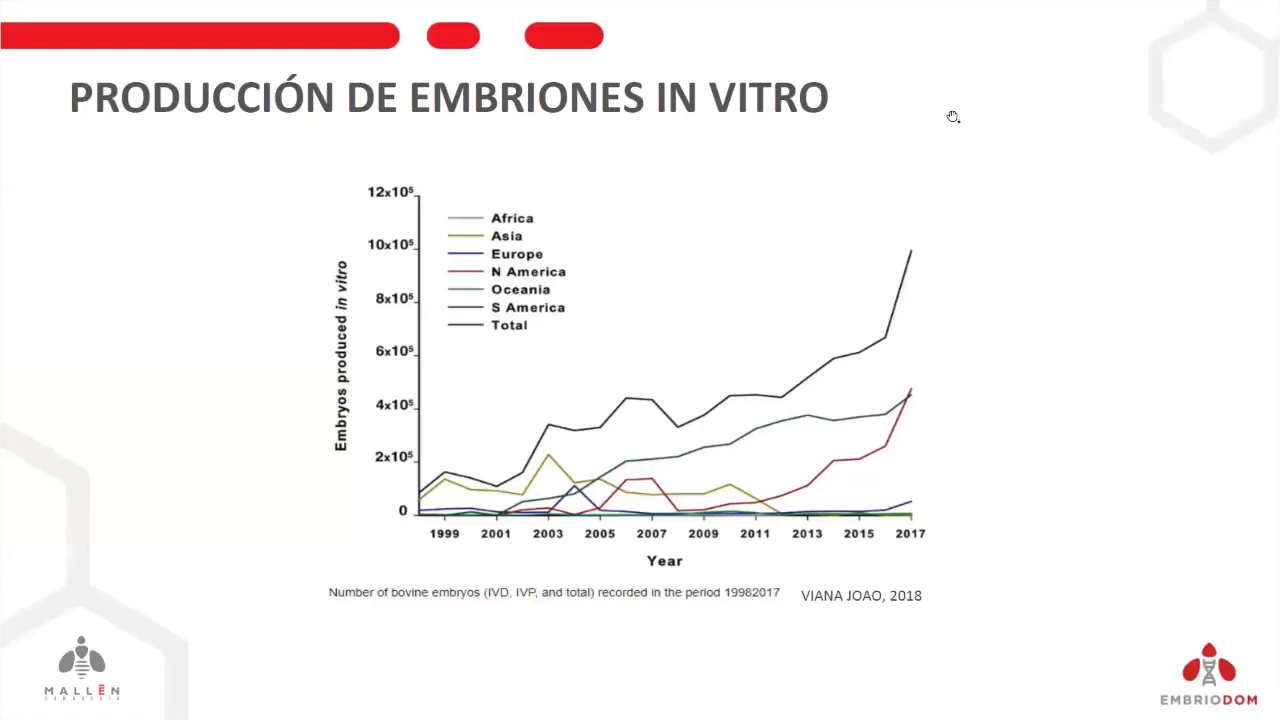 PRODUCCIÓN DE EMBRIONES IN VITRO
12x10⁵
10x10⁵
8x10⁵
6x10⁵
4x10⁵
2x10⁵
0
Embryos produced in vitro
Africa
Asia
Europe
N America
Oceania
S America
Total
1999 2001 2003 2005 2007 2009 2011 2013 2015 2017
Year
Number of bovine embryos (IVD, IVP, and total) recorded in the period 19982017
VIANA JOAO, 2018
MALLĒN
EMBRIODOM